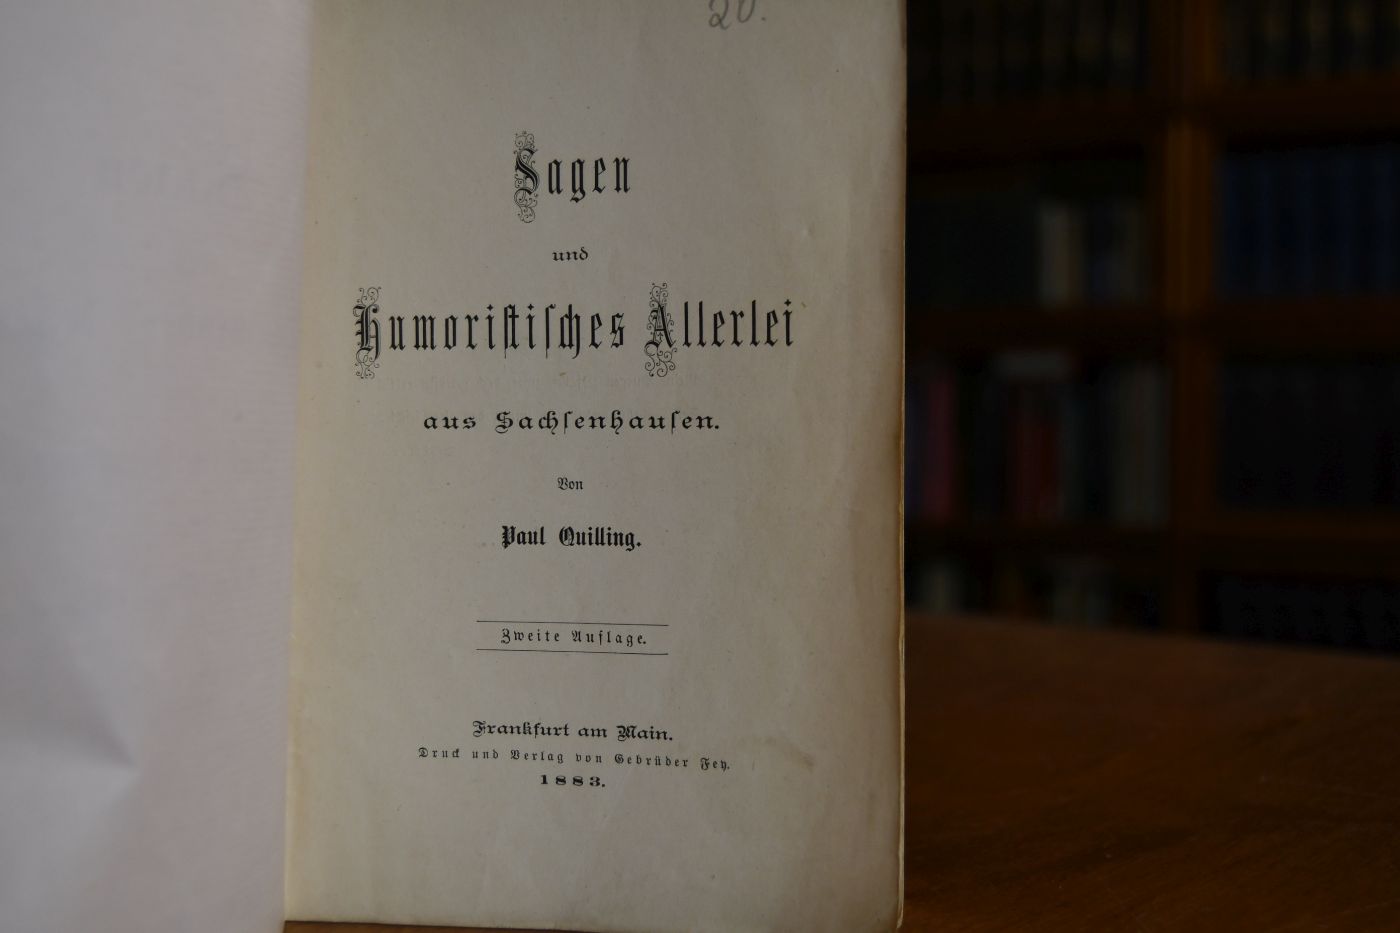 20.
Sagen
und
Humoriſtiſches Allerlei
aus Sachſenhauſen.
Von
Paul Quilling.
Zweite Auflage.
Frankfurt am Main.
Druck und Verlag von Gebrüder Fey.
1883.